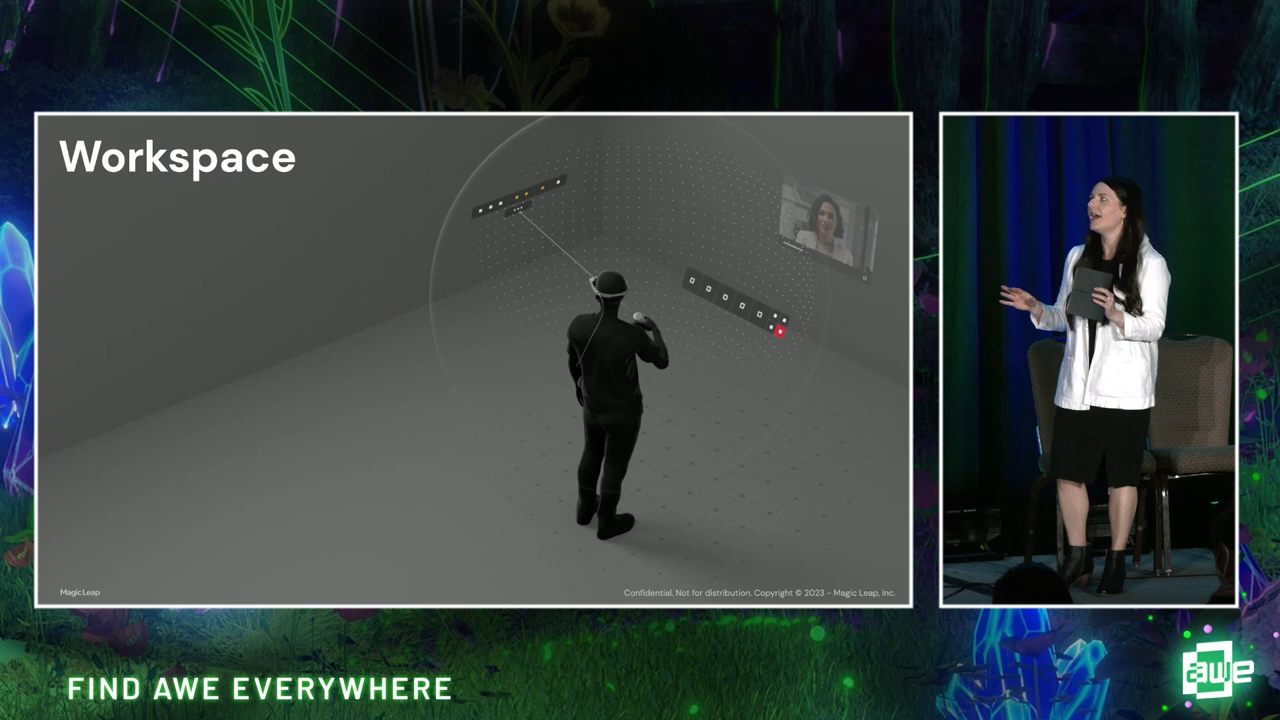 Workspace
Magic Leap
Confidential. Not for distribution. Copyright © 2023 - Magic Leap, Inc.
FIND AWE EVERYWHERE
awe